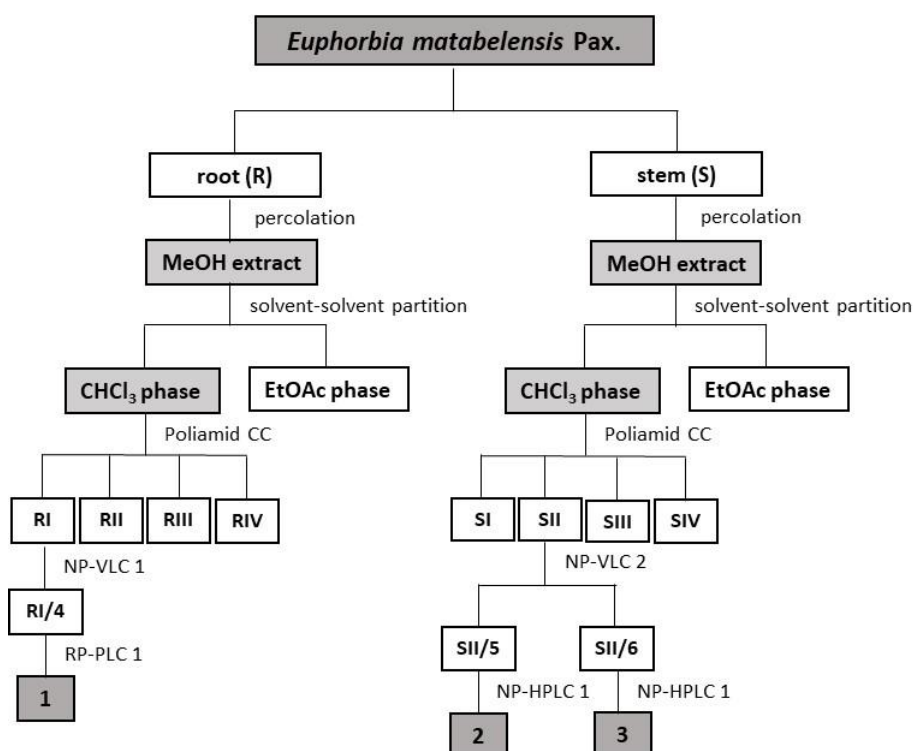 Euphorbia matabelensis Pax.
root (R)
stem (S)
percolation
percolation
MeOH extract
MeOH extract
solvent-solvent partition
solvent-solvent partition
CHCl₃ phase
EtOAc phase
CHCl₃ phase
EtOAc phase
Poliamid CC
Poliamid CC
RI
RII
RIII
RIV
SI
SII
SIII
SIV
NP-VLC 1
NP-VLC 2
RI/4
SII/5
SII/6
RP-PLC 1
NP-HPLC 1
NP-HPLC 1
1
2
3